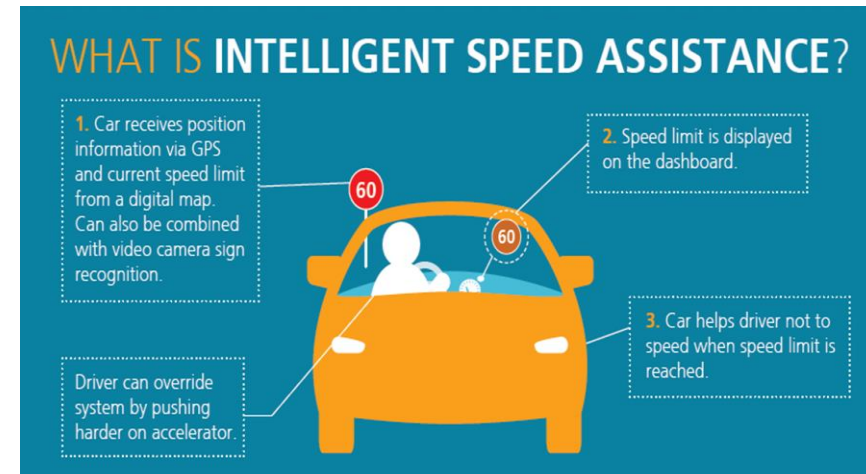 WHAT IS INTELLIGENT SPEED ASSISTANCE?
1. Car receives position
information via GPS
and current speed limit
from a digital map.
Can also be combined
with video camera sign
recognition.
60
2. Speed limit is displayed
on the dashboard.
60
3. Car helps driver not to
speed when speed limit is
reached.
Driver can override
system by pushing
harder on accelerator.